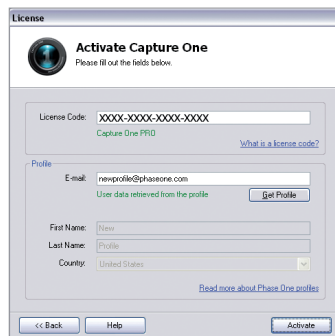 License
Activate Capture One
Please fill out the fields below.
License Code: XXXX-XXXX-XXXX-XXXX
Capture One PRO
What is a license code?
Profile
E-mail: newprofile@phaseone.com
User data retrieved from the profile Get Profile
First Name: New
Last Name: Profile
Country: United States
Read more about Phase One profiles
<< Back Help Activate